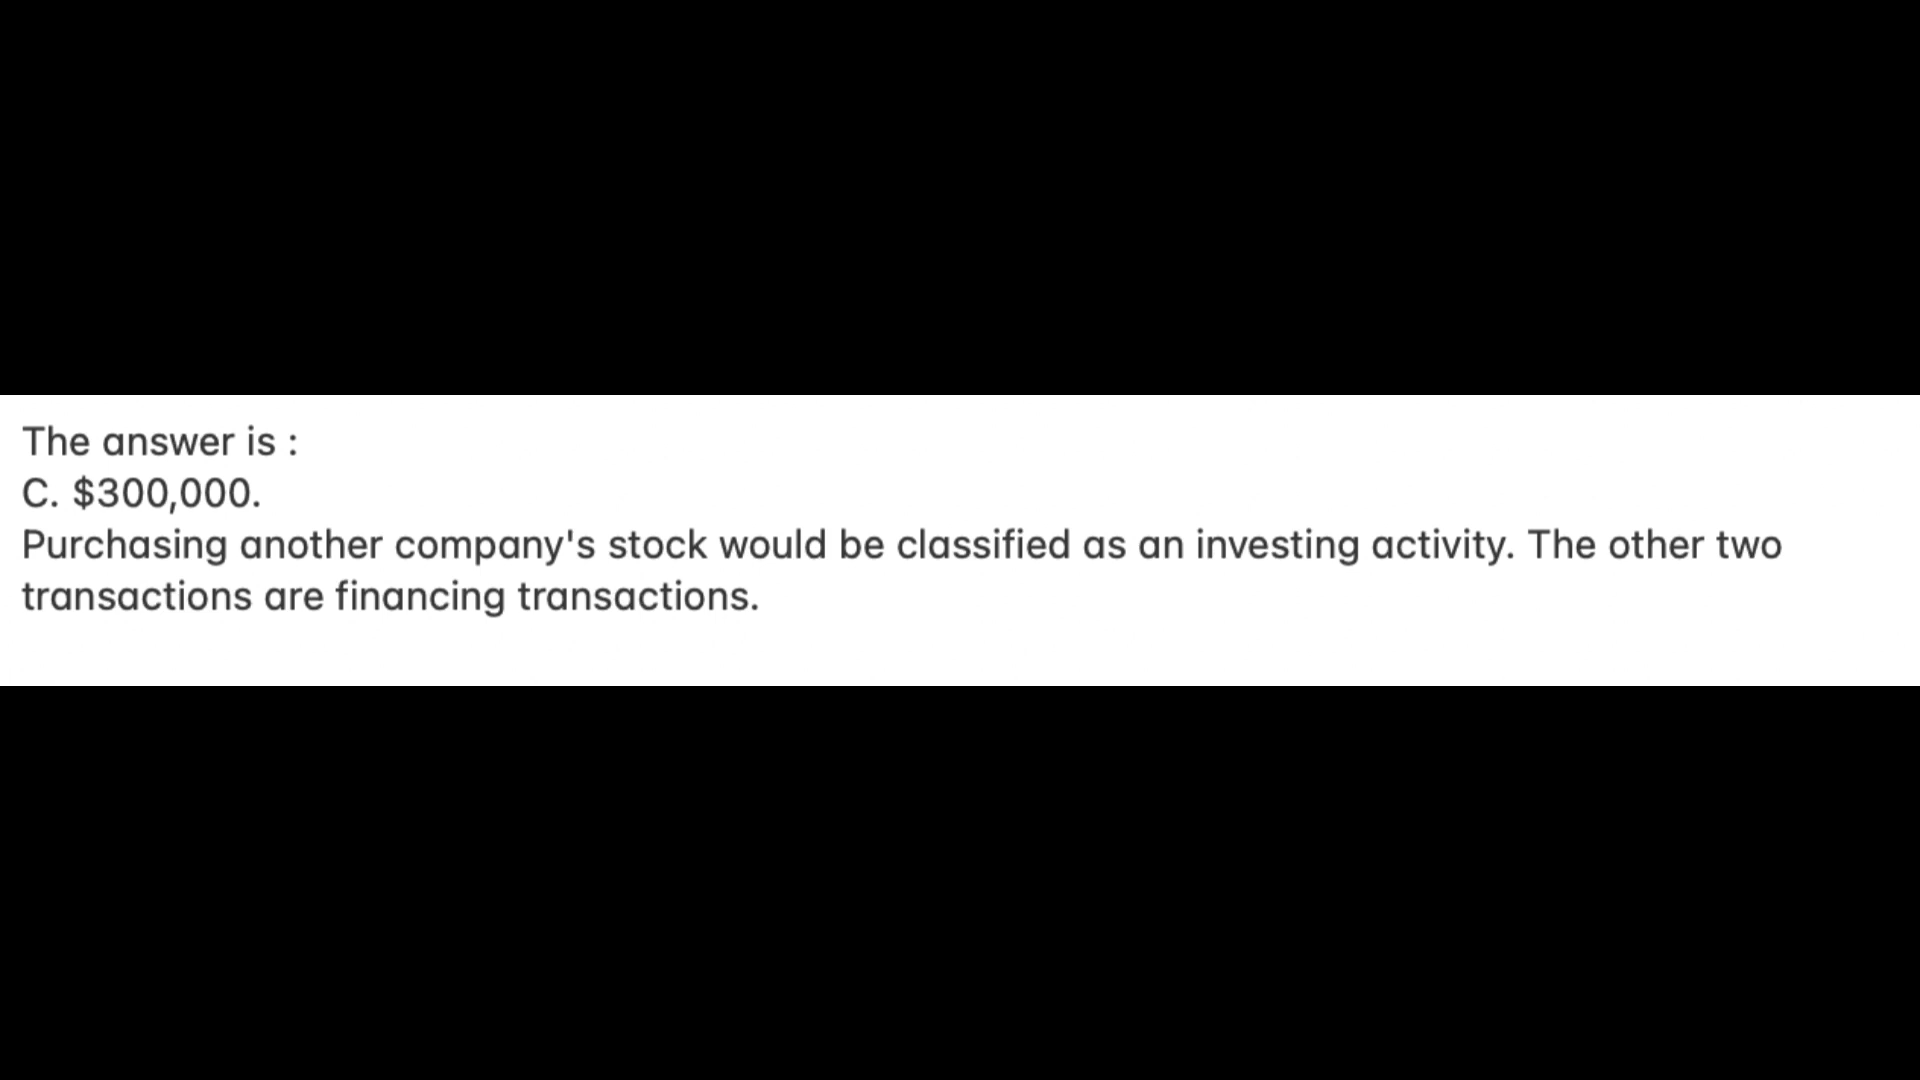 The answer is :
C. $300,000.
Purchasing another company's stock would be classified as an investing activity. The other two
transactions are financing transactions.